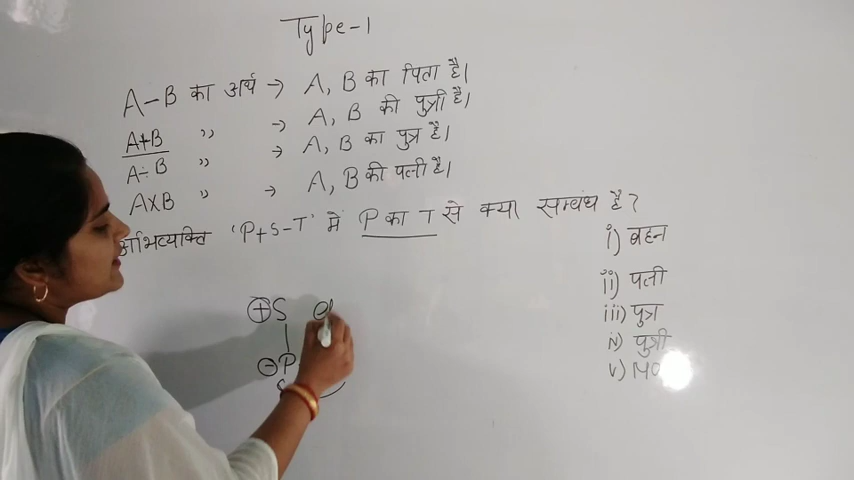 Type-1
A-B का अर्थ → A, B का पिता है।
A+B " → A, B की पुत्री है।
A÷B " → A, B का पुत्र है।
A×B " → A, B की पत्नी है।
अभिव्यक्ति 'P+S-T' में P का T से क्या सम्बंध है?
i) बहन
ii) पत्नी
iii) पुत्र
iv) पुत्री
v)
⊕S
⊖P